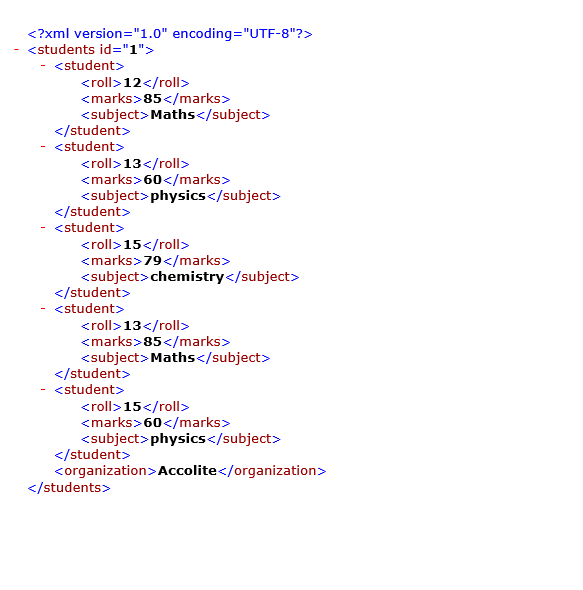 <?xml version="1.0" encoding="UTF-8"?>
- <students id="1">
- <student>
<roll>12</roll>
<marks>85</marks>
<subject>Maths</subject>
</student>
- <student>
<roll>13</roll>
<marks>60</marks>
<subject>physics</subject>
</student>
- <student>
<roll>15</roll>
<marks>79</marks>
<subject>chemistry</subject>
</student>
- <student>
<roll>13</roll>
<marks>85</marks>
<subject>Maths</subject>
</student>
- <student>
<roll>15</roll>
<marks>60</marks>
<subject>physics</subject>
</student>
<organization>Accolite</organization>
</students>